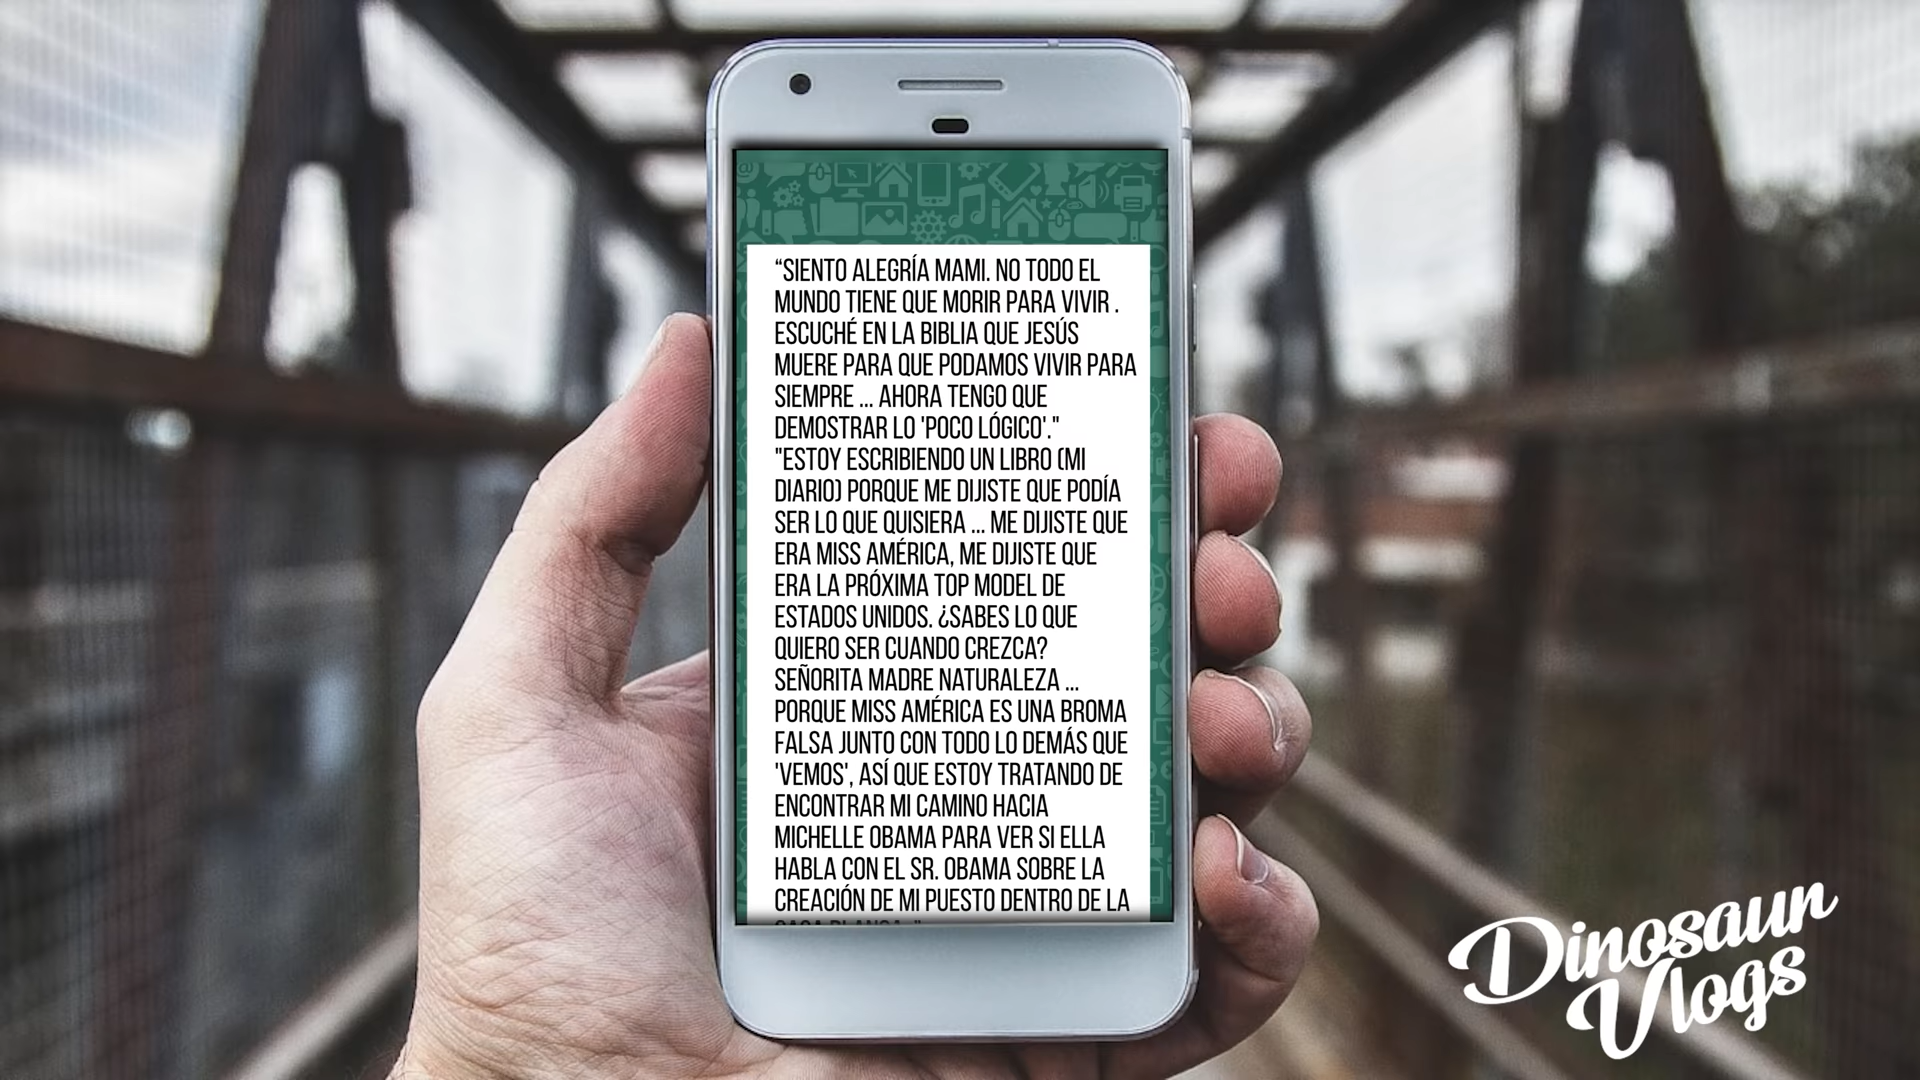 “SIENTO ALEGRÍA MAMI. NO TODO EL
MUNDO TIENE QUE MORIR PARA VIVIR .
ESCUCHÉ EN LA BIBLIA QUE JESÚS
MUERE PARA QUE PODAMOS VIVIR PARA
SIEMPRE ... AHORA TENGO QUE
DEMOSTRAR LO 'POCO LÓGICO'."
"ESTOY ESCRIBIENDO UN LIBRO (MI
DIARIO) PORQUE ME DIJISTE QUE PODÍA
SER LO QUE QUISIERA ... ME DIJISTE QUE
ERA MISS AMÉRICA, ME DIJISTE QUE
ERA LA PRÓXIMA TOP MODEL DE
ESTADOS UNIDOS. ¿SABES LO QUE
QUIERO SER CUANDO CREZCA?
SEÑORITA MADRE NATURALEZA ...
PORQUE MISS AMÉRICA ES UNA BROMA
FALSA JUNTO CON TODO LO DEMÁS QUE
'VEMOS', ASÍ QUE ESTOY TRATANDO DE
ENCONTRAR MI CAMINO HACIA
MICHELLE OBAMA PARA VER SI ELLA
HABLA CON EL SR. OBAMA SOBRE LA
CREACIÓN DE MI PUESTO DENTRO DE LA
Dinosaur
Vlogs